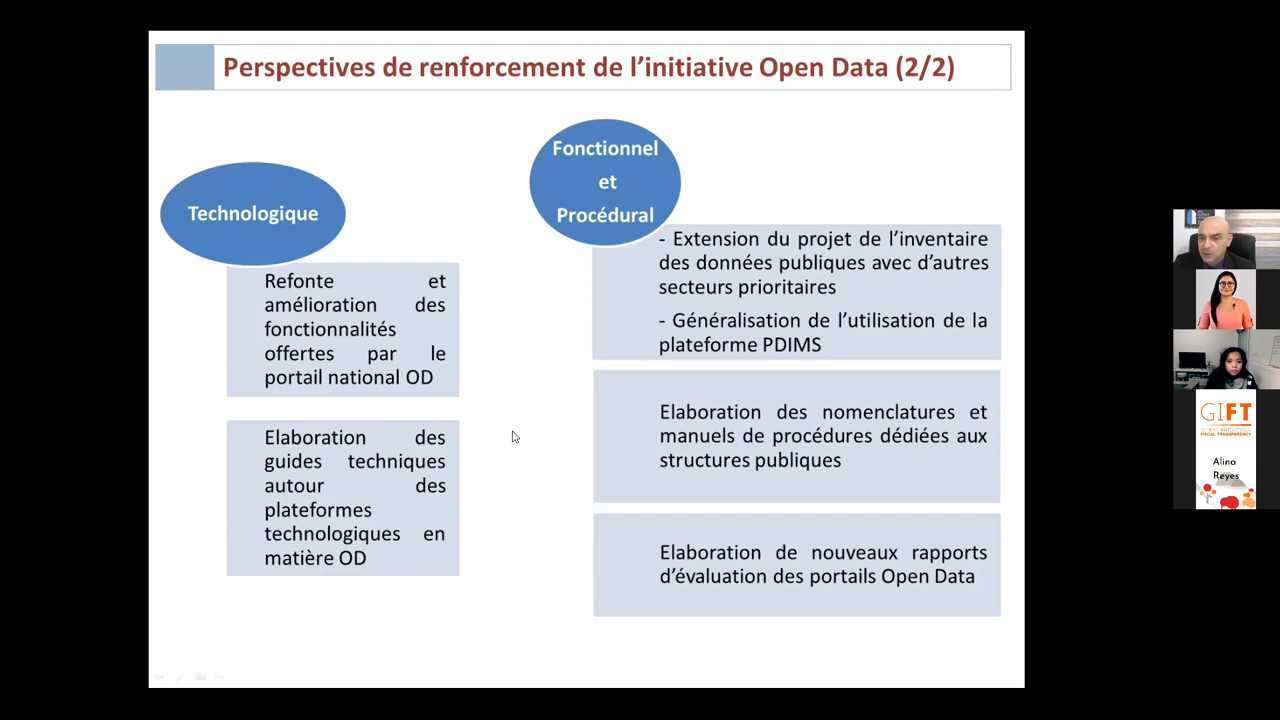 Perspectives de renforcement de l’initiative Open Data (2/2)
Technologique
Refonte et
amélioration des
fonctionnalités
offertes par le
portail national OD
Elaboration des
guides techniques
autour des
plateformes
technologiques en
matière OD
Fonctionnel
et
Procédural
- Extension du projet de l’inventaire
des données publiques avec d’autres
secteurs prioritaires
- Généralisation de l’utilisation de la
plateforme PDIMS
Elaboration des nomenclatures et
manuels de procédures dédiées aux
structures publiques
Elaboration de nouveaux rapports
d’évaluation des portails Open Data
GIFT
FISCAL TRANSPARENCY
Alina
Reyes